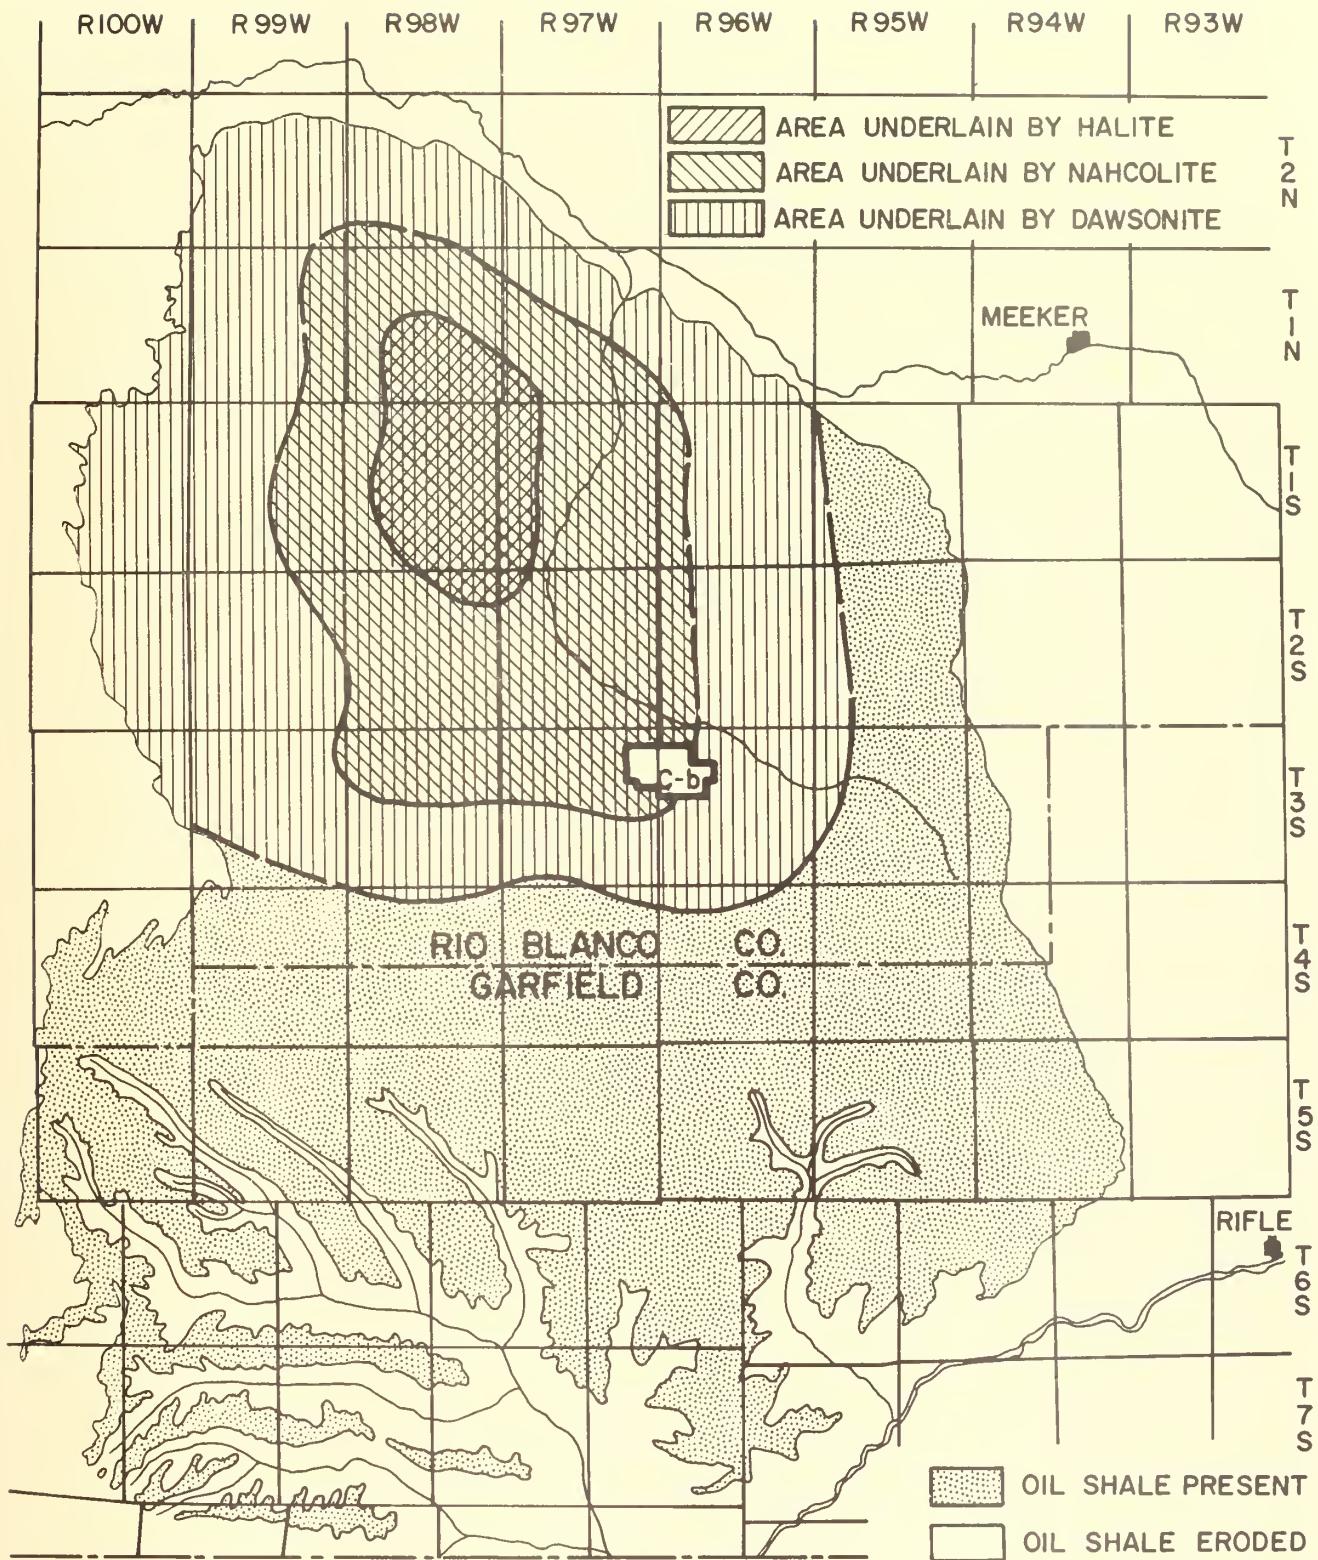 R100W R99W R98W R97W R96W R95W R94W R93W
AREA UNDERLAIN BY HALITE
AREA UNDERLAIN BY NAHCOLITE
AREA UNDERLAIN BY DAWSONITE
T2N
T1N
MEEKER
T1S
T2S
C-b
T3S
RIO BLANCO CO.
GARFIELD CO.
T4S
T5S
RIFLE
T6S
T7S
OIL SHALE PRESENT
OIL SHALE ERODED